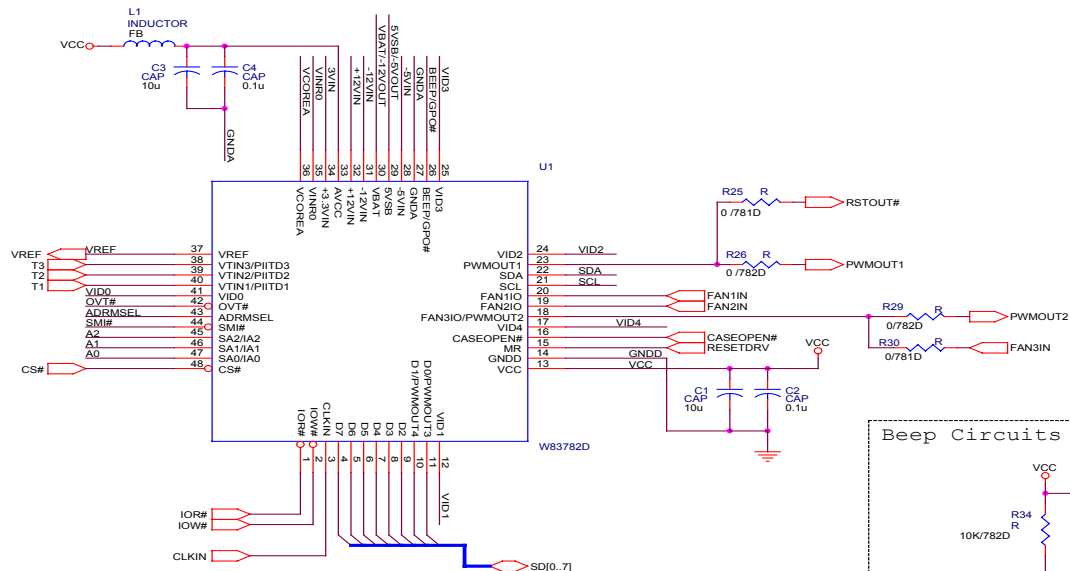 L1
INDUCTOR
FB
VCC
C3
CAP
10u
C4
CAP
0.1u
GNDA
VCOREA
VINR0
3VIN
+12VIN
-12VIN
VBAT/-12VOUT
5VSB/-5VOUT
-5VIN
GNDA
BEEP/GPO#
VID3
36
35
34
33
32
31
30
29
28
27
26
25
U1
VCOREA
VINR0
+3.3VIN
AVCC
+12VIN
-12VIN
VBAT
5VSB
-5VIN
GNDA
BEEP/GPO#
VID3
VREF VREF 37 VREF
T3 38 VTIN3/PIITD3
T2 39 VTIN2/PIITD2
T1 40 VTIN1/PIITD1
VID0 41 VID0
OVT# 42 OVT#
ADRMSEL 43 ADRMSEL
SMI# 44 SMI#
A2 45 SA2/IA2
A1 46 SA1/IA1
A0 47 SA0/IA0
CS# 48 CS#
VID2 24 VID2
PWMOUT1 23
SDA 22 SDA
SCL 21 SCL
FAN1IO 20 FAN1IN
FAN2IO 19 FAN2IN
FAN3IO/PWMOUT2 18
VID4 17 VID4
CASEOPEN# 16 CASEOPEN#
MR 15 RESETDRV
GNDD 14 GNDD
VCC 13 VCC
R25 R
0 /781D
RSTOUT#
R26 R
0 /782D
PWMOUT1
R29 R
0/782D
PWMOUT2
R30 R
0/781D
FAN3IN
VCC
C1
CAP
10u
C2
CAP
0.1u
W83782D
IOR#
IOW#
CLKIN
D7
D6
D5
D4
D3
D2
D1/PWMOUT4
D0/PWMOUT3
VID1
1
2
3
4
5
6
7
8
9
10
11
12
VID1
IOR#
IOW#
CLKIN
SD[0..7]
Beep Circuits
VCC
R34
R
10K/782D